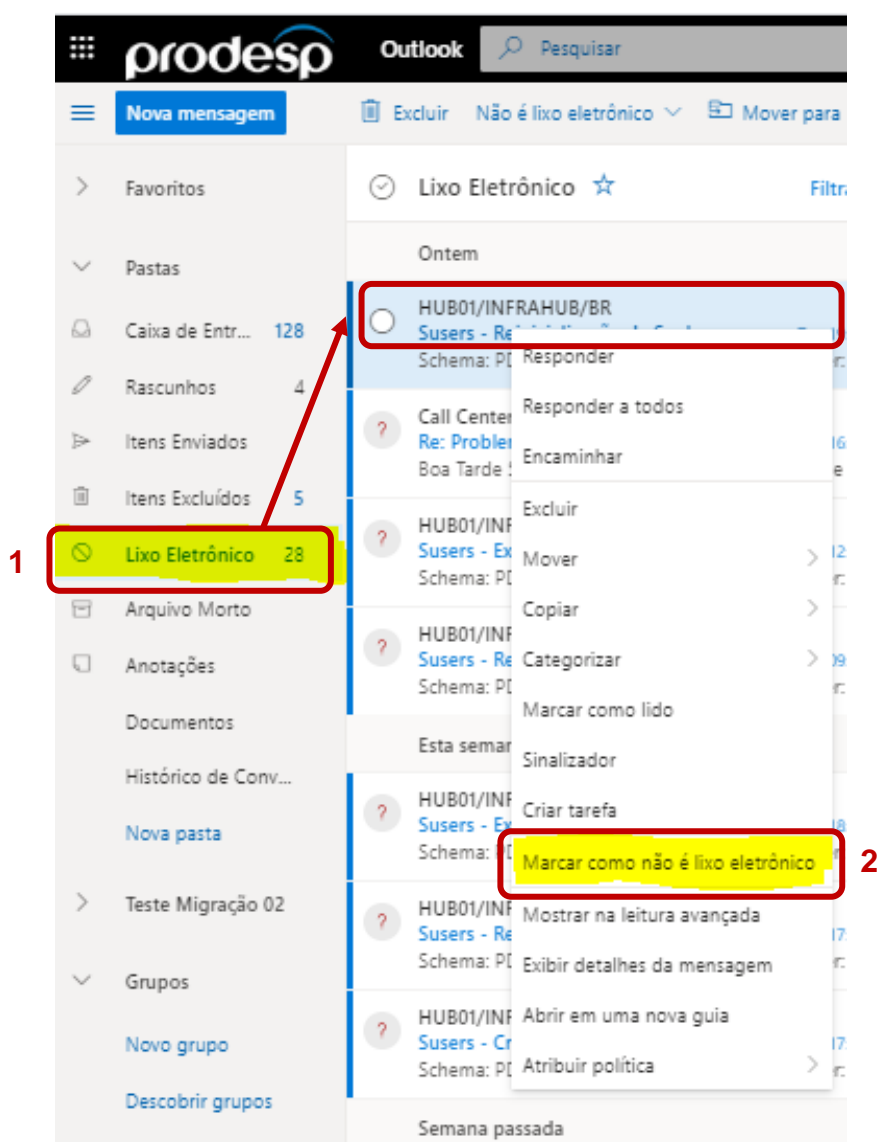 prodesp
Outlook
Pesquisar
Nova mensagem
Excluir
Não é lixo eletrônico
Mover para
Favoritos
Pastas
Caixa de Entr... 128
Rascunhos 4
Itens Enviados
Itens Excluídos 5
1
Lixo Eletrônico 28
Arquivo Morto
Anotações
Documentos
Histórico de Conv...
Nova pasta
Teste Migração 02
Grupos
Novo grupo
Descobrir grupos
Lixo Eletrônico
Filtr
Ontem
HUB01/INFRAHUB/BR
Susers - Re
Schema: PD
? Call Center
Re: Probler
Boa Tarde
? HUB01/INF
Susers - Ex
Schema: PD
? HUB01/INF
Susers - Re
Schema: PD
Esta semar
? HUB01/INF
Susers - Ex
Schema: PD
? HUB01/INF
Susers - Re
Schema: PD
? HUB01/INF
Susers - Cr
Schema: PD
Semana passada
Responder
Responder a todos
Encaminhar
Excluir
Mover
Copiar
Categorizar
Marcar como lido
Sinalizador
Criar tarefa
Marcar como não é lixo eletrônico
2
Mostrar na leitura avançada
Exibir detalhes da mensagem
Abrir em uma nova guia
Atribuir política